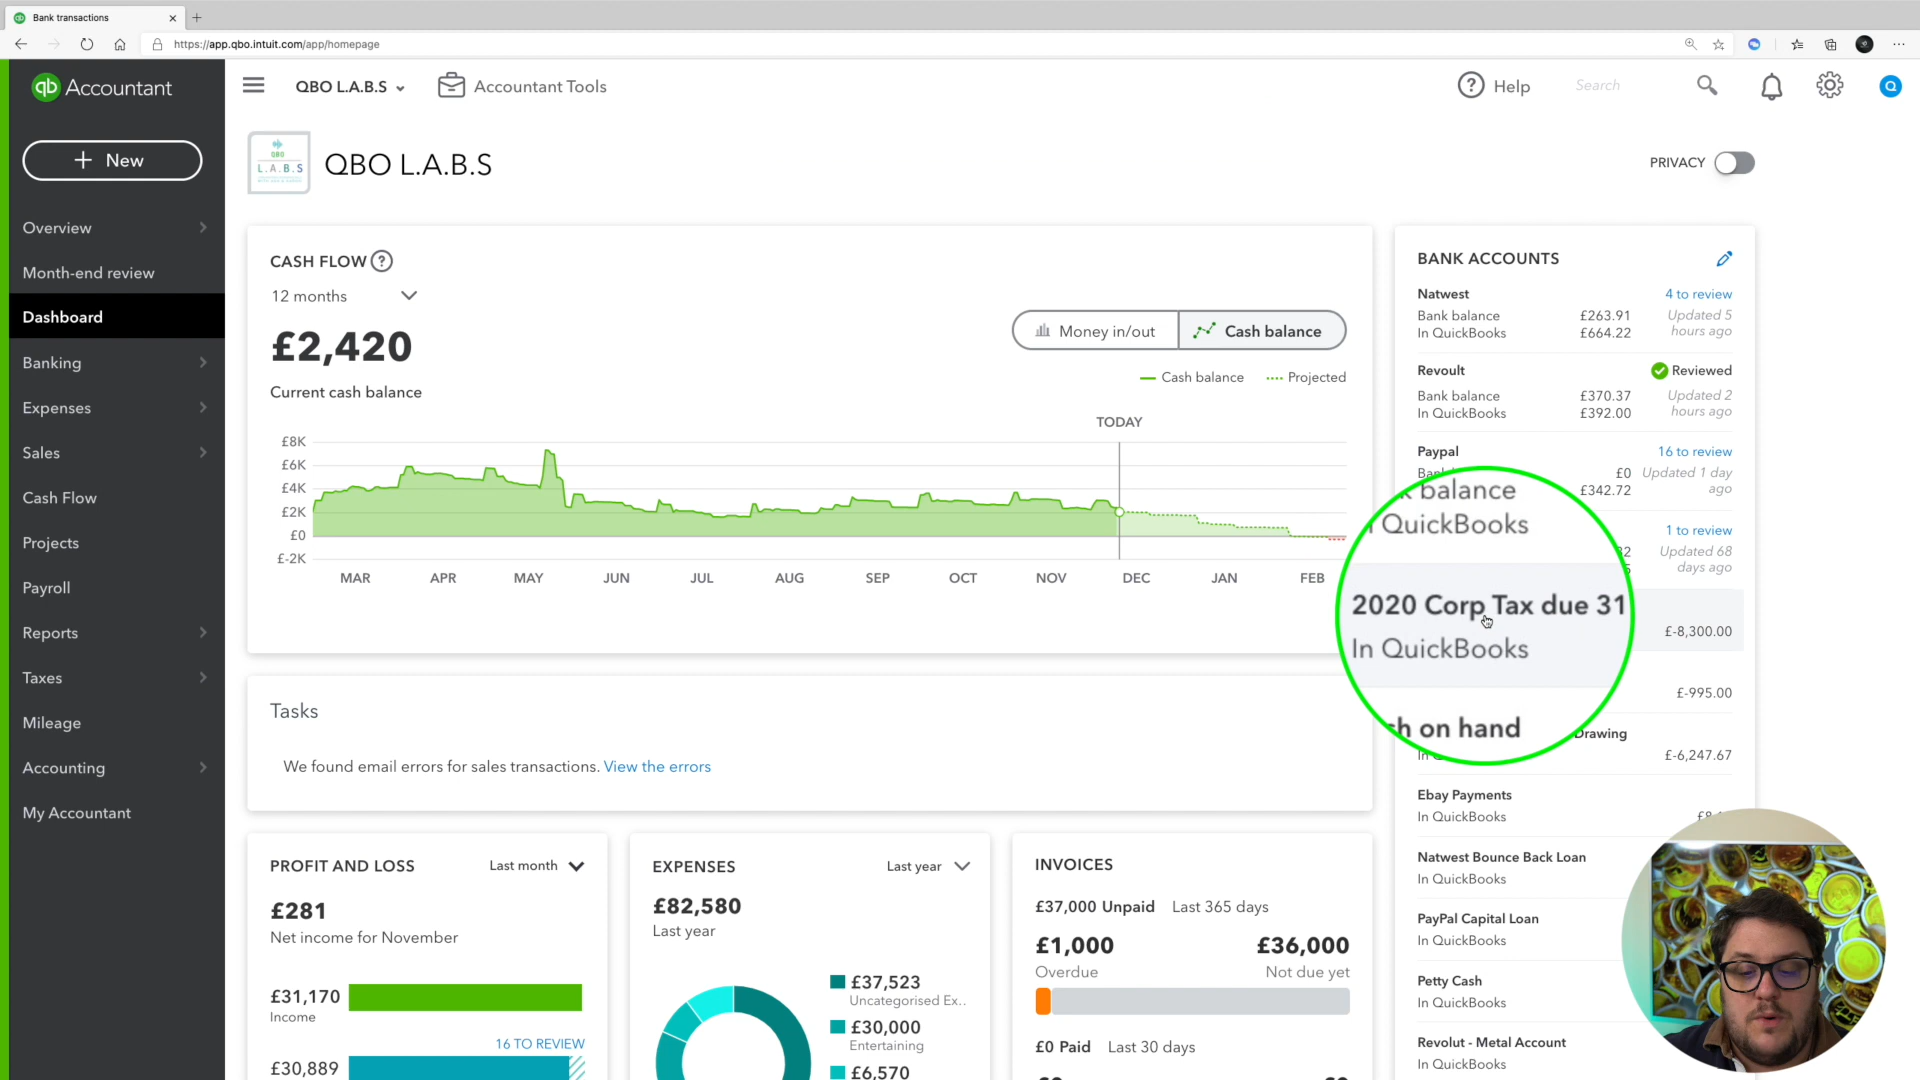 Bank transactions
https://app.qbo.intuit.com/app/homepage
qb Accountant
QBO L.A.B.S
Accountant Tools
Help
Search
Q
+ New
QBO
L.A.B.S
QBO L.A.B.S
PRIVACY
Overview
Month-end review
Dashboard
Banking
Expenses
Sales
Cash Flow
Projects
Payroll
Reports
Taxes
Mileage
Accounting
My Accountant
CASH FLOW ?
12 months
£2,420
Current cash balance
Money in/out
Cash balance
Cash balance
Projected
TODAY
£8K
£6K
£4K
£2K
£0
£-2K
MAR APR MAY JUN JUL AUG SEP OCT NOV DEC JAN FEB
Tasks
We found email errors for sales transactions. View the errors
PROFIT AND LOSS
Last month
£281
Net income for November
£31,170
Income
16 TO REVIEW
£30,889
EXPENSES
Last year
£82,580
Last year
£37,523
Uncategorised Ex..
£30,000
Entertaining
£6,570
INVOICES
£37,000 Unpaid Last 365 days
£1,000 £36,000
Overdue Not due yet
£0 Paid Last 30 days
BANK ACCOUNTS
Natwest 4 to review
Bank balance £263.91 Updated 5
In QuickBooks £664.22 hours ago
Revoult Reviewed
Bank balance £370.37 Updated 2
In QuickBooks £392.00 hours ago
Paypal 16 to review
£0 Updated 1 day
£342.72 ago
balance
QuickBooks
1 to review
Updated 68
days ago
2020 Corp Tax due 31
In QuickBooks
£-8,300.00
£-995.00
on hand
Drawing
£-6,247.67
Ebay Payments
In QuickBooks
Natwest Bounce Back Loan
In QuickBooks
PayPal Capital Loan
In QuickBooks
Petty Cash
In QuickBooks
Revolut - Metal Account
In QuickBooks